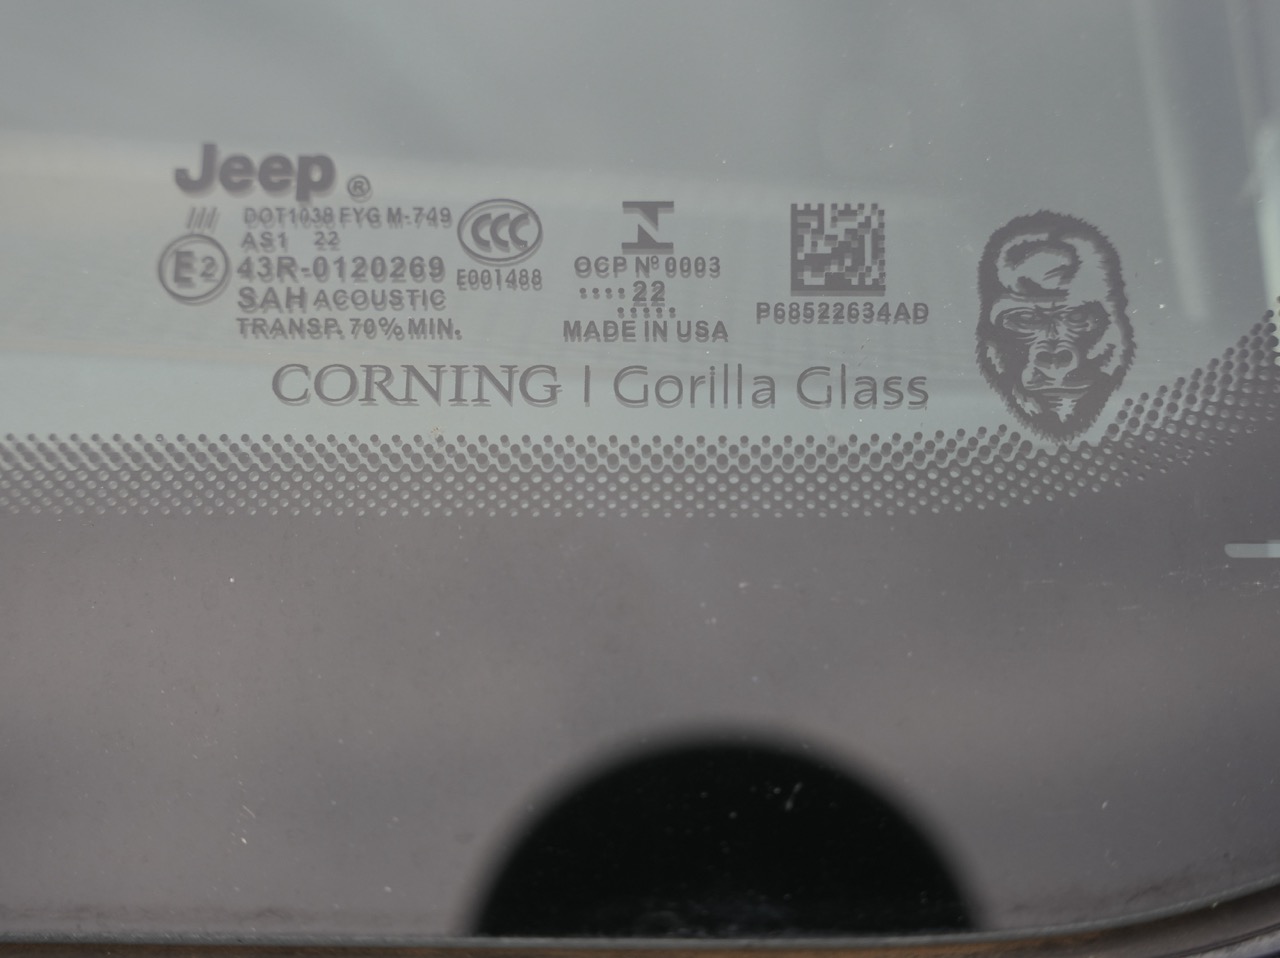 Jeep ®
DOT1038 FYG M-749
AS1 22
E2 43R-0120269
SAH ACOUSTIC
TRANSP. 70% MIN.
CCC
E001488
N
OCP Nº 0003
....22
.....
MADE IN USA
P68522634AD
CORNING | Gorilla Glass